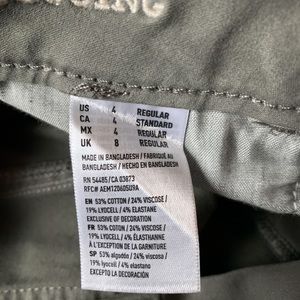 US 4 REGULAR
CA 4 STANDARD
MX 4 REGULAR
UK 8 REGULAR
MADE IN BANGLADESH / FABRIQUÉ AU
BANGLADESH / HECHO EN BANGLADESH
RN 54485/CA 03873
RFC# AEM120605U9A
EN 53% COTTON / 24% VISCOSE /
19% LYOCELL / 4% ELASTANE
EXCLUSIVE OF DECORATION
FR 53% COTON / 24% VISCOSE /
19% LYOCELL / 4% ÉLASTHANNE
À L'EXCEPTION DE LA GARNITURE
SP 53% algodón / 24% viscosa /
19% lyocell / 4% elastano
EXCEPTO LA DECORACIÓN